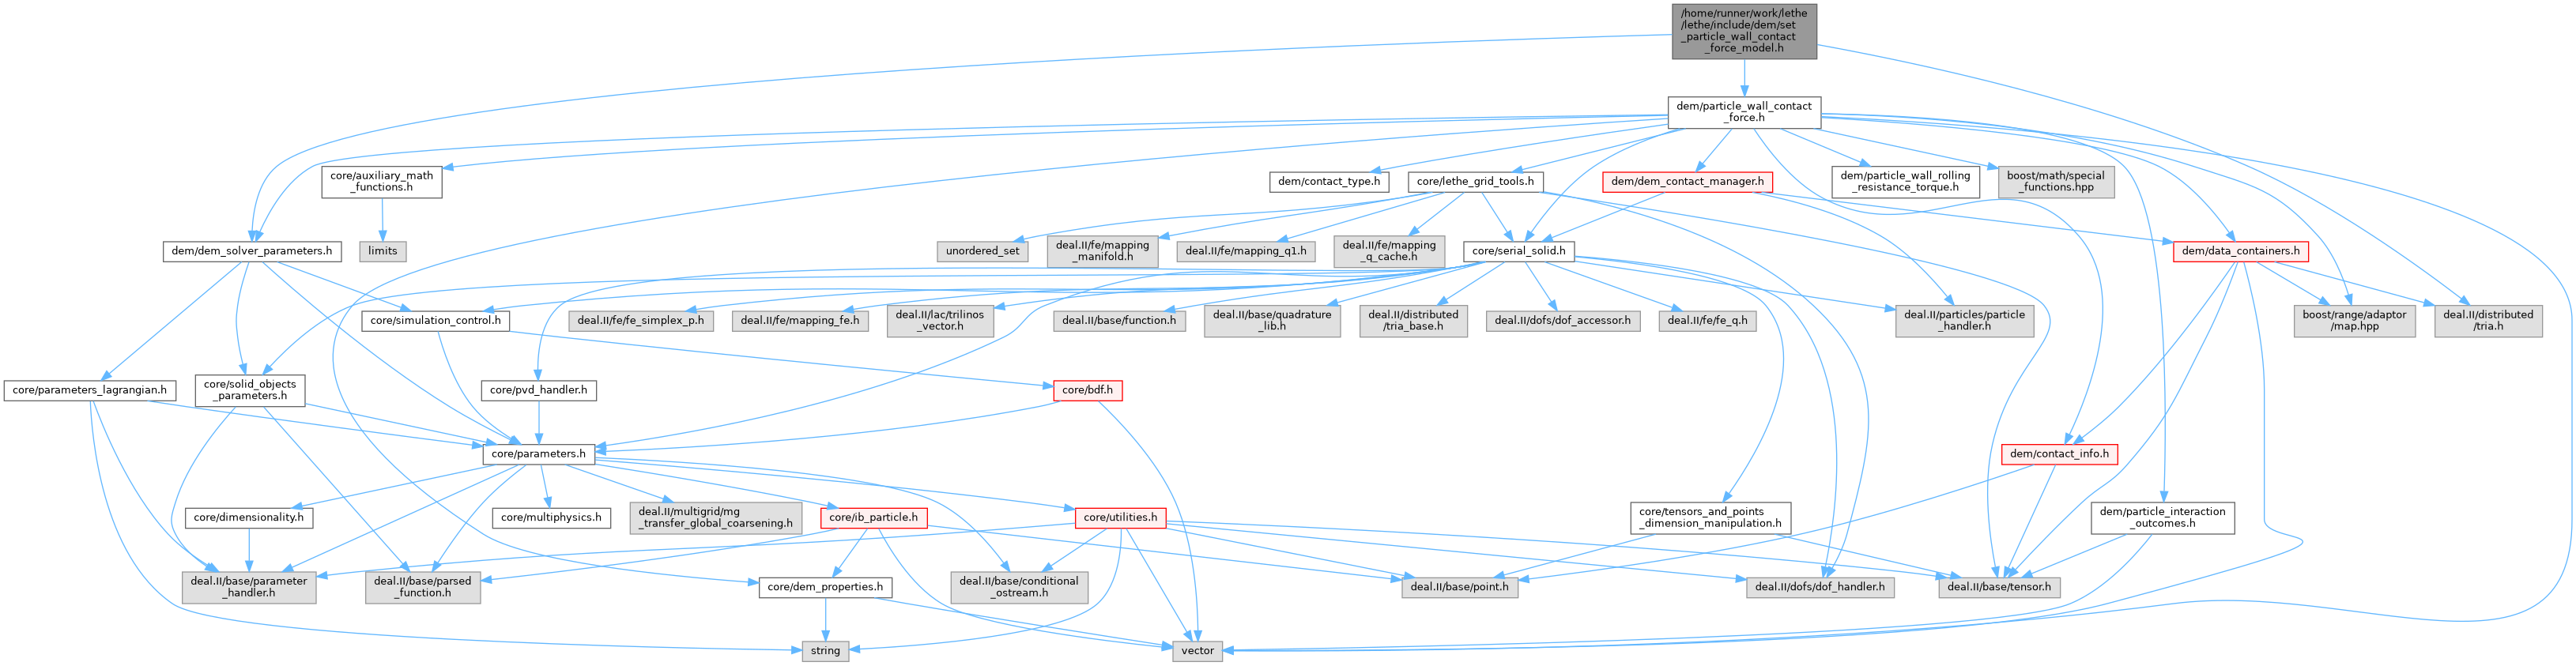 /home/runner/work/lethe
/lethe/include/dem/set
_particle_wall_contact
_force_model.h
dem/particle_wall_contact
_force.h
core/auxiliary_math
_functions.h
dem/contact_type.h
core/lethe_grid_tools.h
dem/dem_contact_manager.h
dem/particle_wall_rolling
_resistance_torque.h
boost/math/special
_functions.hpp
dem/dem_solver_parameters.h
limits
unordered_set
deal.II/fe/mapping
_manifold.h
deal.II/fe/mapping_q1.h
deal.II/fe/mapping
_q_cache.h
core/serial_solid.h
dem/data_containers.h
core/simulation_control.h
deal.II/fe/fe_simplex_p.h
deal.II/fe/mapping_fe.h
deal.II/lac/trilinos
_vector.h
deal.II/base/function.h
deal.II/base/quadrature
_lib.h
deal.II/distributed
/tria_base.h
deal.II/dofs/dof_accessor.h
deal.II/fe/fe_q.h
deal.II/particles/particle
_handler.h
boost/range/adaptor
/map.hpp
deal.II/distributed
/tria.h
core/parameters_lagrangian.h
core/solid_objects
_parameters.h
core/pvd_handler.h
core/bdf.h
core/parameters.h
dem/contact_info.h
core/dimensionality.h
core/multiphysics.h
deal.II/multigrid/mg
_transfer_global_coarsening.h
core/ib_particle.h
core/utilities.h
core/tensors_and_points
_dimension_manipulation.h
dem/particle_interaction
_outcomes.h
deal.II/base/parameter
_handler.h
deal.II/base/parsed
_function.h
core/dem_properties.h
deal.II/base/conditional
_ostream.h
deal.II/base/point.h
deal.II/dofs/dof_handler.h
deal.II/base/tensor.h
string
vector